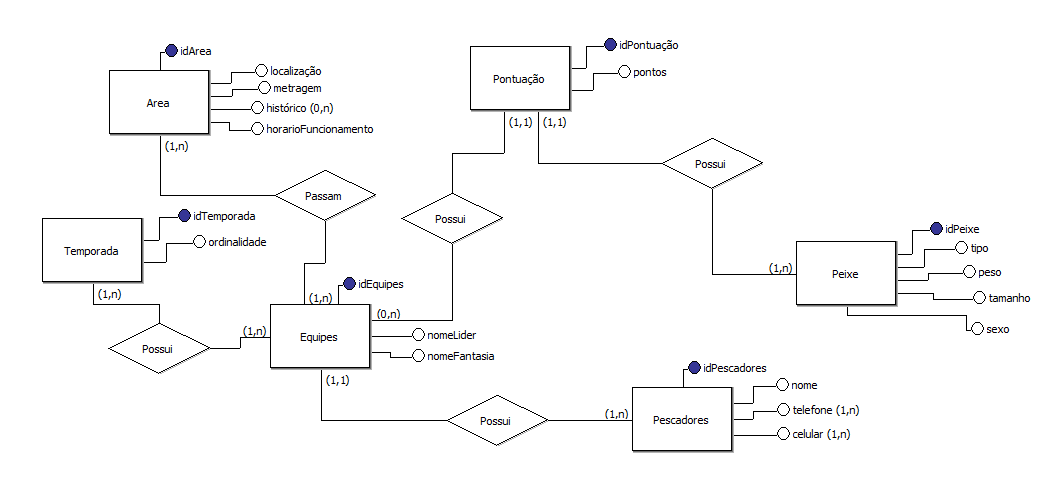 idArea
Area
localização
metragem
histórico (0,n)
horarioFuncionamento
(1,n)
Passam
idPontuação
Pontuação
pontos
(1,1)
(1,1)
Possui
Possui
idTemporada
Temporada
ordinalidade
(1,n)
Possui
(1,n)
(1,n)
idEquipes
Equipes
(0,n)
nomeLider
nomeFantasia
(1,1)
Possui
(1,n)
idPeixe
Peixe
tipo
peso
tamanho
sexo
(1,n)
idPescadores
Pescadores
nome
telefone (1,n)
celular (1,n)